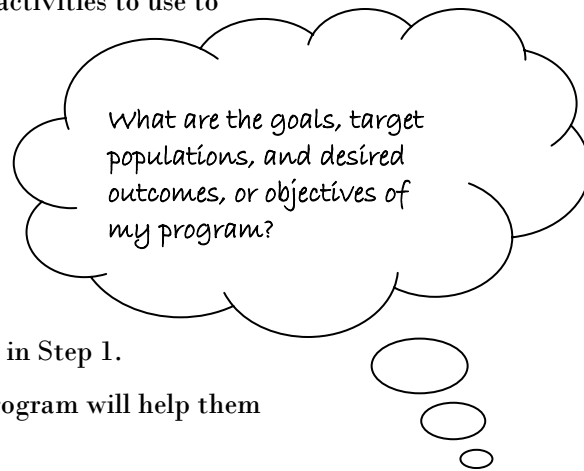 activities to use to
What are the goals, target
populations, and desired
outcomes, or objectives of
my program?
in Step 1.
rogram will help them